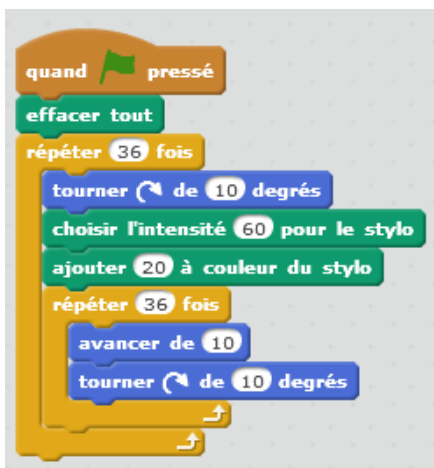 quand pressé
effacer tout
répéter 36 fois
tourner de 10 degrés
choisir l'intensité 60 pour le stylo
ajouter 20 à couleur du stylo
répéter 36 fois
avancer de 10
tourner de 10 degrés